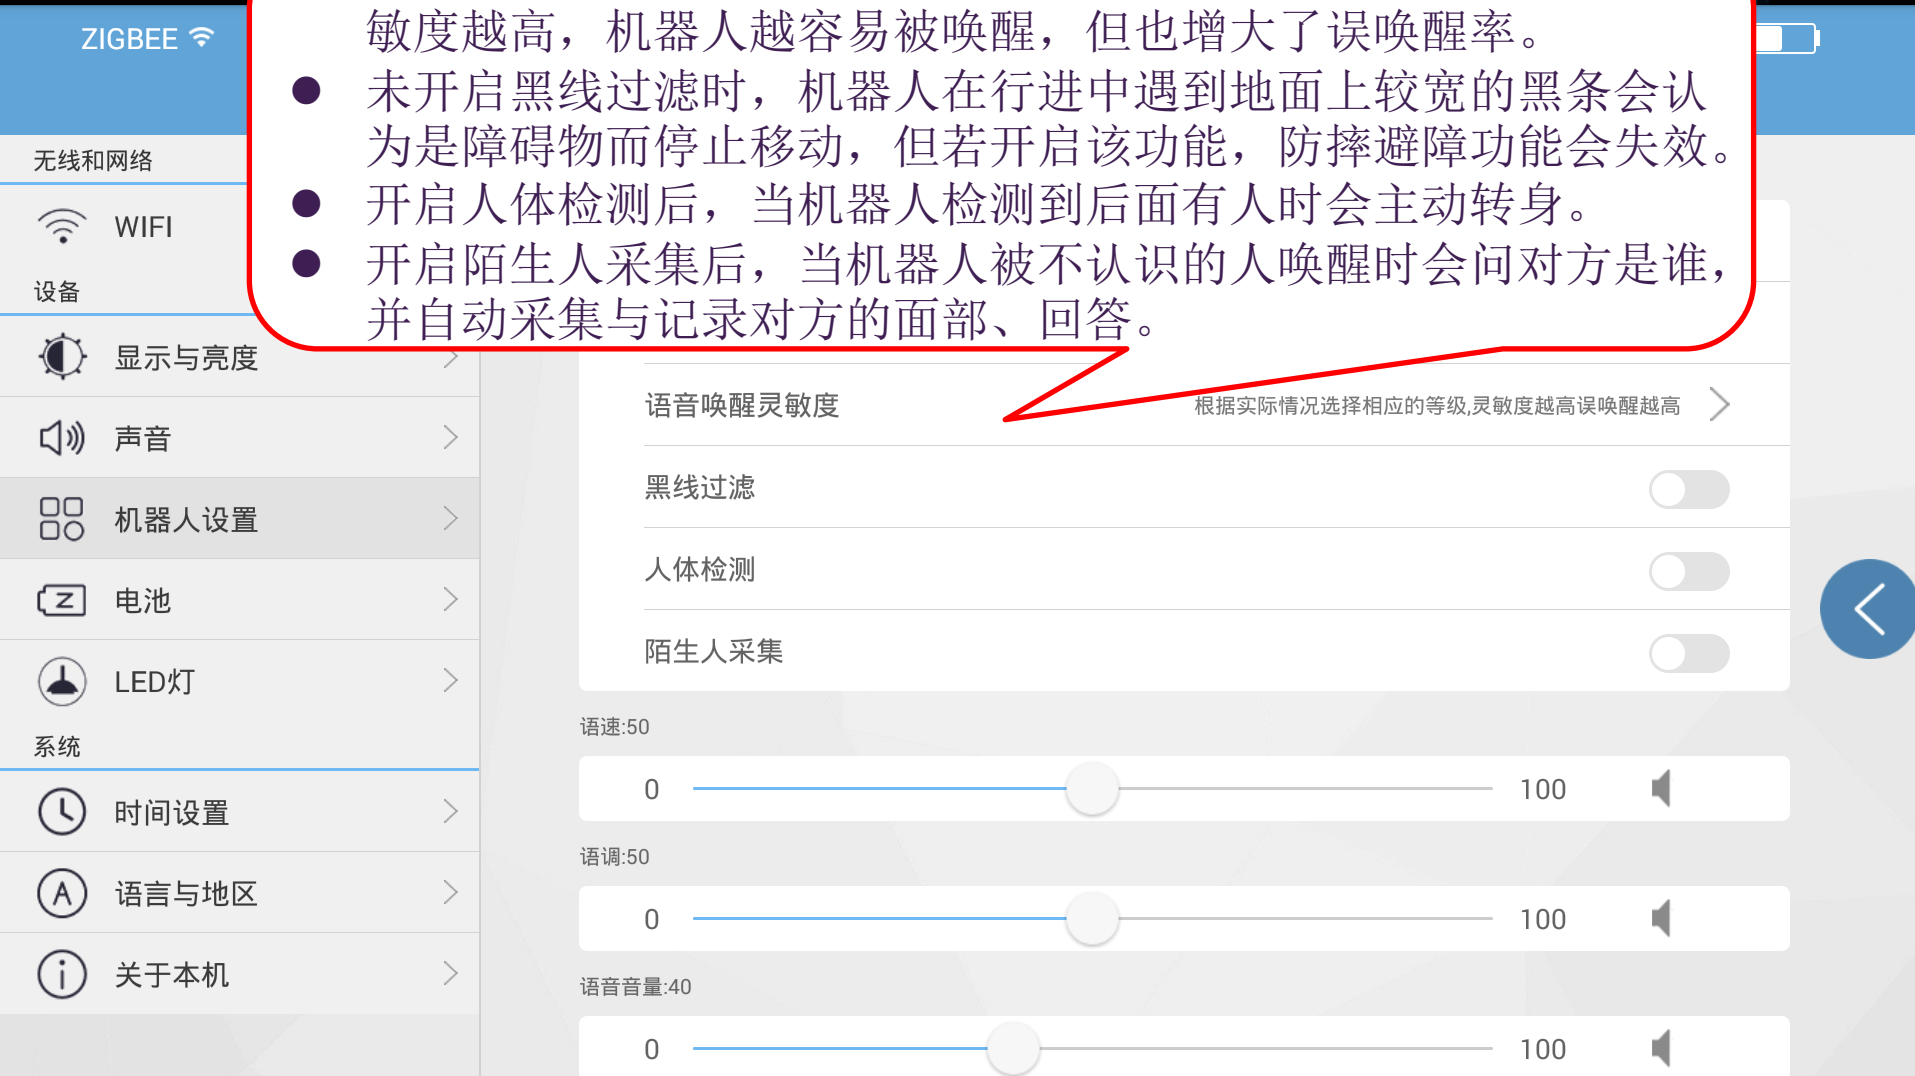 敏度越高，机器人越容易被唤醒，但也增大了误唤醒率。
● 未开启黑线过滤时，机器人在行进中遇到地面上较宽的黑条会认
为是障碍物而停止移动，但若开启该功能，防摔避障功能会失效。
● 开启人体检测后，当机器人检测到后面有人时会主动转身。
● 开启陌生人采集后，当机器人被不认识的人唤醒时会问对方是谁，
并自动采集与记录对方的面部、回答。
ZIGBEE
无线和网络
WIFI
设备
显示与亮度
声音
机器人设置
电池
LED灯
系统
时间设置
语言与地区
关于本机
语音唤醒灵敏度 根据实际情况选择相应的等级,灵敏度越高误唤醒越高
黑线过滤
人体检测
陌生人采集
语速:50
0 100
语调:50
0 100
语音音量:40
0 100